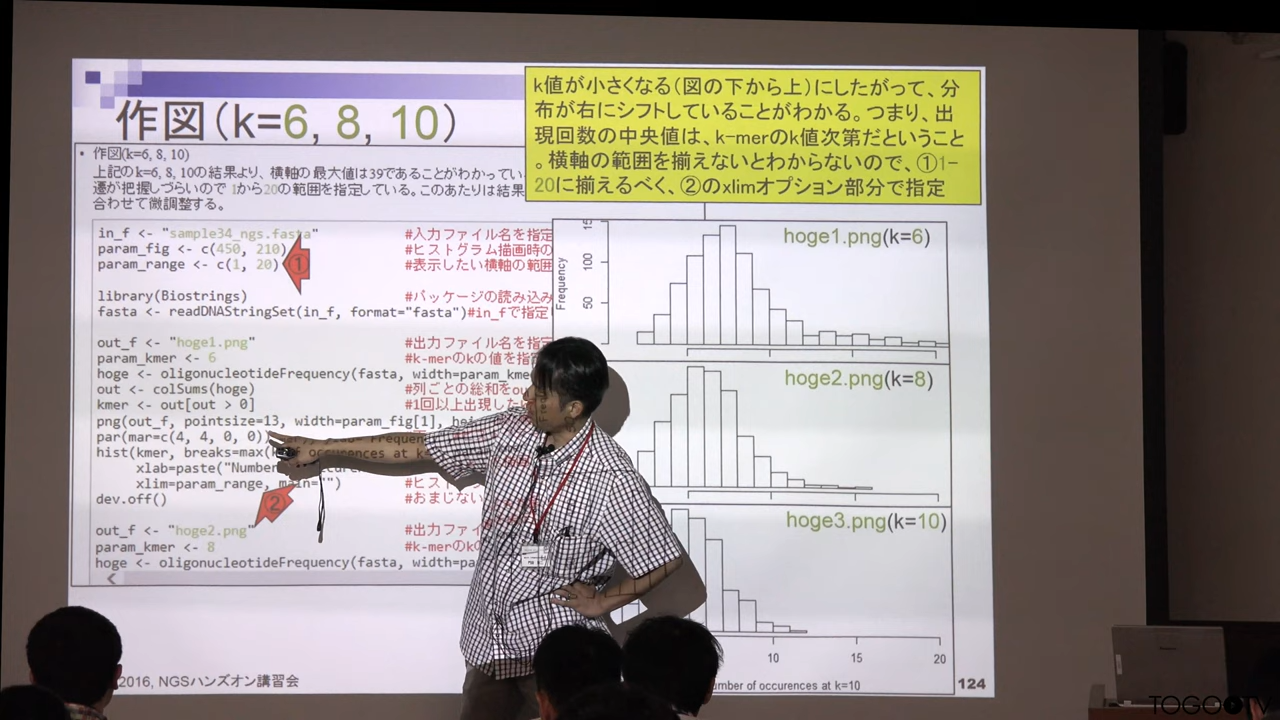 作図(k=6, 8, 10)
k値が小さくなる(図の下から上)にしたがって、分
布が右にシフトしていることがわかる。つまり、出
現回数の中央値は、k-merのk値次第だということ
。横軸の範囲を揃えないとわからないので、①1-
20に揃えるべく、②のxlimオプション部分で指定
• 作図(k=6, 8, 10)
上記のk=6, 8, 10の結果より、横軸の最大値は39であることがわかってい
遷が把握しづらいので 1から20の範囲を指定している。このあたりは結果
合わせて微調整する。
in_f <- "sample34_ngs.fasta" #入力ファイル名を指定
param_fig <- c(450, 210) #ヒストグラム描画時の
param_range <- c(1, 20) #表示したい横軸の範囲
①
library(Biostrings) #パッケージの読み込み
fasta <- readDNAStringSet(in_f, format="fasta")#in_fで指定
out_f <- "hoge1.png" #出力ファイル名を指定
param_kmer <- 6 #k-merのkの値を指定
hoge <- oligonucleotideFrequency(fasta, width=param_kme
out <- colSums(hoge) #列ごとの総和をou
kmer <- out[out > 0] #1回以上出現した
png(out_f, pointsize=13, width=param_fig[1], hei
par(mar=c(4, 4, 0, 0))
hist(kmer, breaks=max(
xlab=paste("Number
xlim=param_range, main="") #ヒスト
dev.off() #おまじない
②
out_f <- "hoge2.png" #出力ファイ
param_kmer <- 8 #k-merのk
hoge <- oligonucleotideFrequency(fasta, width=pa
hoge1.png(k=6)
Frequency
50
100
hoge2.png(k=8)
hoge3.png(k=10)
10 15 20
umber of occurences at k=10
2016, NGSハンズオン講習会
124
TOGOTV